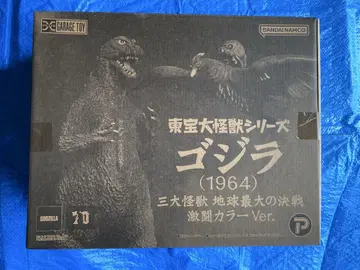 GARAGE TOY
BANDAI NAMCO
東宝大怪獣シリーズ
ゴジラ
(1964)
三大怪獣 地球最大の決戦
激闘カラーVer.
GODZILLA
70
P